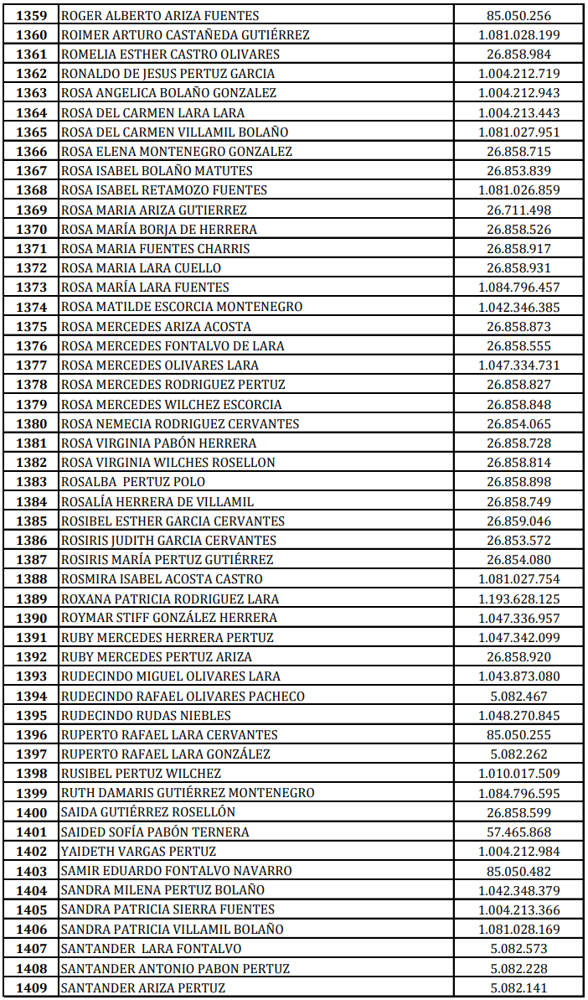 1359 ROGER ALBERTO ARIZA FUENTES 85.050.256
1360 ROIMER ARTURO CASTAÑEDA GUTIÉRREZ 1.081.028.199
1361 ROMELIA ESTHER CASTRO OLIVARES 26.858.984
1362 RONALDO DE JESUS PERTUZ GARCIA 1.004.212.719
1363 ROSA ANGELICA BOLAÑO GONZALEZ 1.004.212.943
1364 ROSA DEL CARMEN LARA LARA 1.004.213.443
1365 ROSA DEL CARMEN VILLAMIL BOLAÑO 1.081.027.951
1366 ROSA ELENA MONTENEGRO GONZALEZ 26.858.715
1367 ROSA ISABEL BOLAÑO MATUTES 26.853.839
1368 ROSA ISABEL RETAMOZO FUENTES 1.081.026.859
1369 ROSA MARIA ARIZA GUTIERREZ 26.711.498
1370 ROSA MARÍA BORJA DE HERRERA 26.858.526
1371 ROSA MARIA FUENTES CHARRIS 26.858.917
1372 ROSA MARIA LARA CUELLO 26.858.931
1373 ROSA MARÍA LARA FUENTES 1.084.796.457
1374 ROSA MATILDE ESCORCIA MONTENEGRO 1.042.346.385
1375 ROSA MERCEDES ARIZA ACOSTA 26.858.873
1376 ROSA MERCEDES FONTALVO DE LARA 26.858.555
1377 ROSA MERCEDES OLIVARES LARA 1.047.334.731
1378 ROSA MERCEDES RODRIGUEZ PERTUZ 26.858.827
1379 ROSA MERCEDES WILCHEZ ESCORCIA 26.858.848
1380 ROSA NEMECIA RODRIGUEZ CERVANTES 26.854.065
1381 ROSA VIRGINIA PABÓN HERRERA 26.858.728
1382 ROSA VIRGINIA WILCHES ROSELLON 26.858.814
1383 ROSALBA  PERTUZ POLO 26.858.898
1384 ROSALÍA HERRERA DE VILLAMIL 26.858.749
1385 ROSIBEL ESTHER GARCIA CERVANTES 26.859.046
1386 ROSIRIS JUDITH GARCIA CERVANTES 26.853.572
1387 ROSIRIS MARÍA PERTUZ GUTIÉRREZ 26.854.080
1388 ROSMIRA ISABEL ACOSTA CASTRO 1.081.027.754
1389 ROXANA PATRICIA RODRIGUEZ LARA 1.193.628.125
1390 ROYMAR STIFF GONZÁLEZ HERRERA 1.047.336.957
1391 RUBY MERCEDES HERRERA PERTUZ 1.047.342.099
1392 RUBY MERCEDES PERTUZ ARIZA 26.858.920
1393 RUDECINDO MIGUEL OLIVARES LARA 1.043.873.080
1394 RUDECINDO RAFAEL OLIVARES PACHECO 5.082.467
1395 RUDECINDO RUDAS NIEBLES 1.048.270.845
1396 RUPERTO RAFAEL LARA CERVANTES 85.050.255
1397 RUPERTO RAFAEL LARA GONZÁLEZ 5.082.262
1398 RUSIBEL PERTUZ WILCHEZ 1.010.017.509
1399 RUTH DAMARIS GUTIÉRREZ MONTENEGRO 1.084.796.595
1400 SAIDA GUTIÉRREZ ROSELLÓN 26.858.599
1401 SAIDED SOFÍA PABÓN TERNERA 57.465.868
1402 YAIDETH VARGAS PERTUZ 1.004.212.984
1403 SAMIR EDUARDO FONTALVO NAVARRO 85.050.482
1404 SANDRA MILENA PERTUZ BOLAÑO 1.042.348.379
1405 SANDRA PATRICIA SIERRA FUENTES 1.004.213.366
1406 SANDRA PATRICIA VILLAMIL BOLAÑO 1.081.028.169
1407 SANTANDER  LARA FONTALVO 5.082.573
1408 SANTANDER ANTONIO PABON PERTUZ 5.082.228
1409 SANTANDER ARIZA PERTUZ 5.082.141